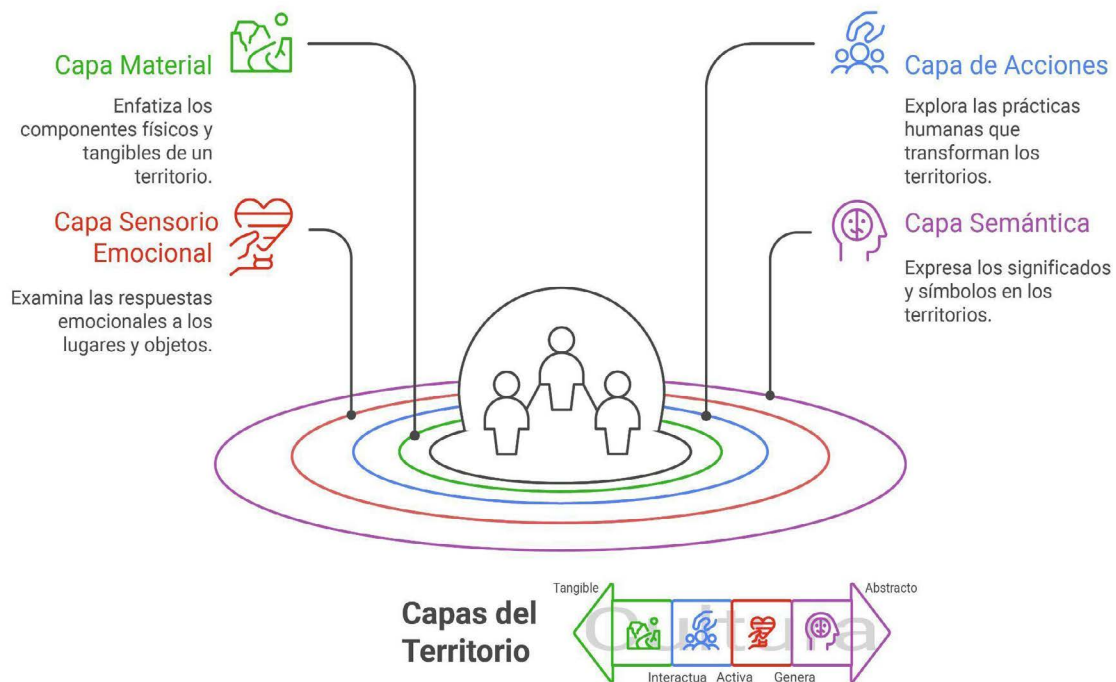 Capa Material
Enfatiza los
componentes físicos y
tangibles de un
territorio.
Capa Sensorio
Emocional
Examina las respuestas
emocionales a los
lugares y objetos.
Capa de Acciones
Explora las prácticas
humanas que
transforman los
territorios.
Capa Semántica
Expresa los significados
y símbolos en los
territorios.
Capas del
Territorio
Tangible
Abstracto
Cultura
Interactua Activa Genera